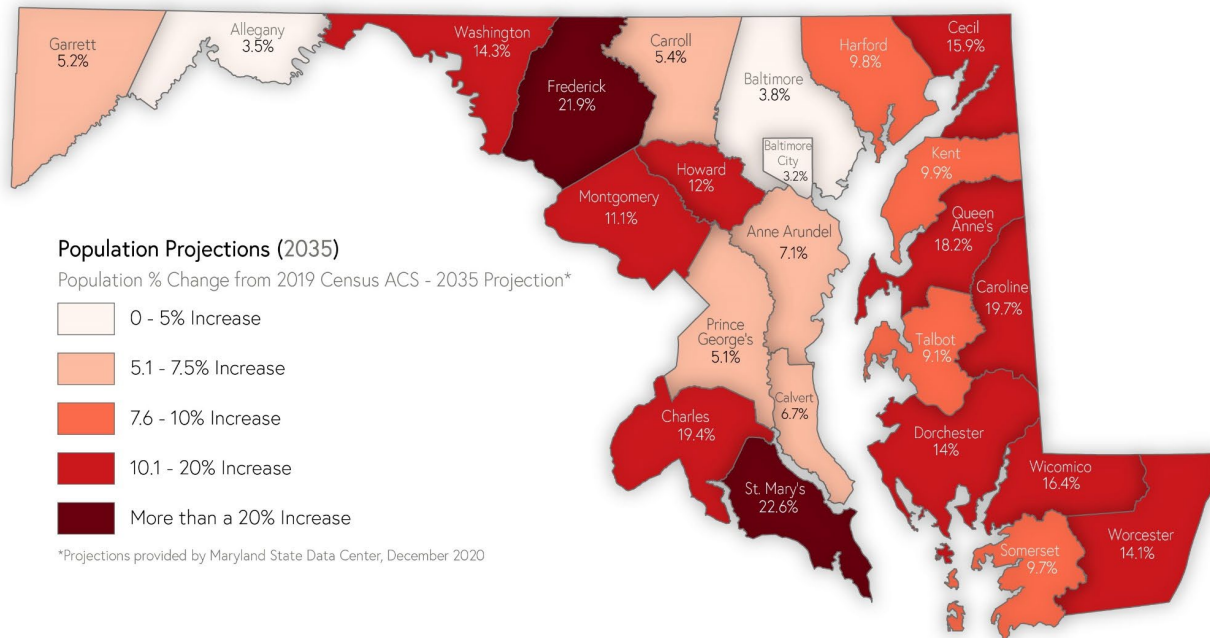 Garrett
5.2%
Allegany
3.5%
Washington
14.3%
Frederick
21.9%
Carroll
5.4%
Baltimore
3.8%
Baltimore
City
3.2%
Harford
9.8%
Cecil
15.9%
Kent
9.9%
Howard
12%
Montgomery
11.1%
Anne Arundel
7.1%
Queen
Anne's
18.2%
Caroline
19.7%
Talbot
9.1%
Prince
George's
5.1%
Calvert
6.7%
Charles
19.4%
St. Mary's
22.6%
Dorchester
14%
Wicomico
16.4%
Somerset
9.7%
Worcester
14.1%
Population Projections (2035)
Population % Change from 2019 Census ACS - 2035 Projection*
0 - 5% Increase
5.1 - 7.5% Increase
7.6 - 10% Increase
10.1 - 20% Increase
More than a 20% Increase
*Projections provided by Maryland State Data Center, December 2020